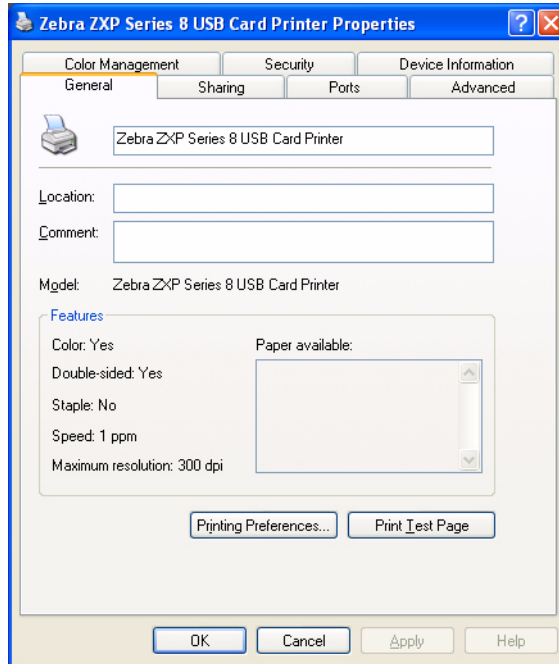 Zebra ZXP Series 8 USB Card Printer Properties
Color Management Security Device Information
General Sharing Ports Advanced
Zebra ZXP Series 8 USB Card Printer
Location:
Comment:
Model: Zebra ZXP Series 8 USB Card Printer
Features
Color: Yes Paper available:
Double-sided: Yes
Staple: No
Speed: 1 ppm
Maximum resolution: 300 dpi
Printing Preferences... Print Test Page
OK Cancel Apply Help